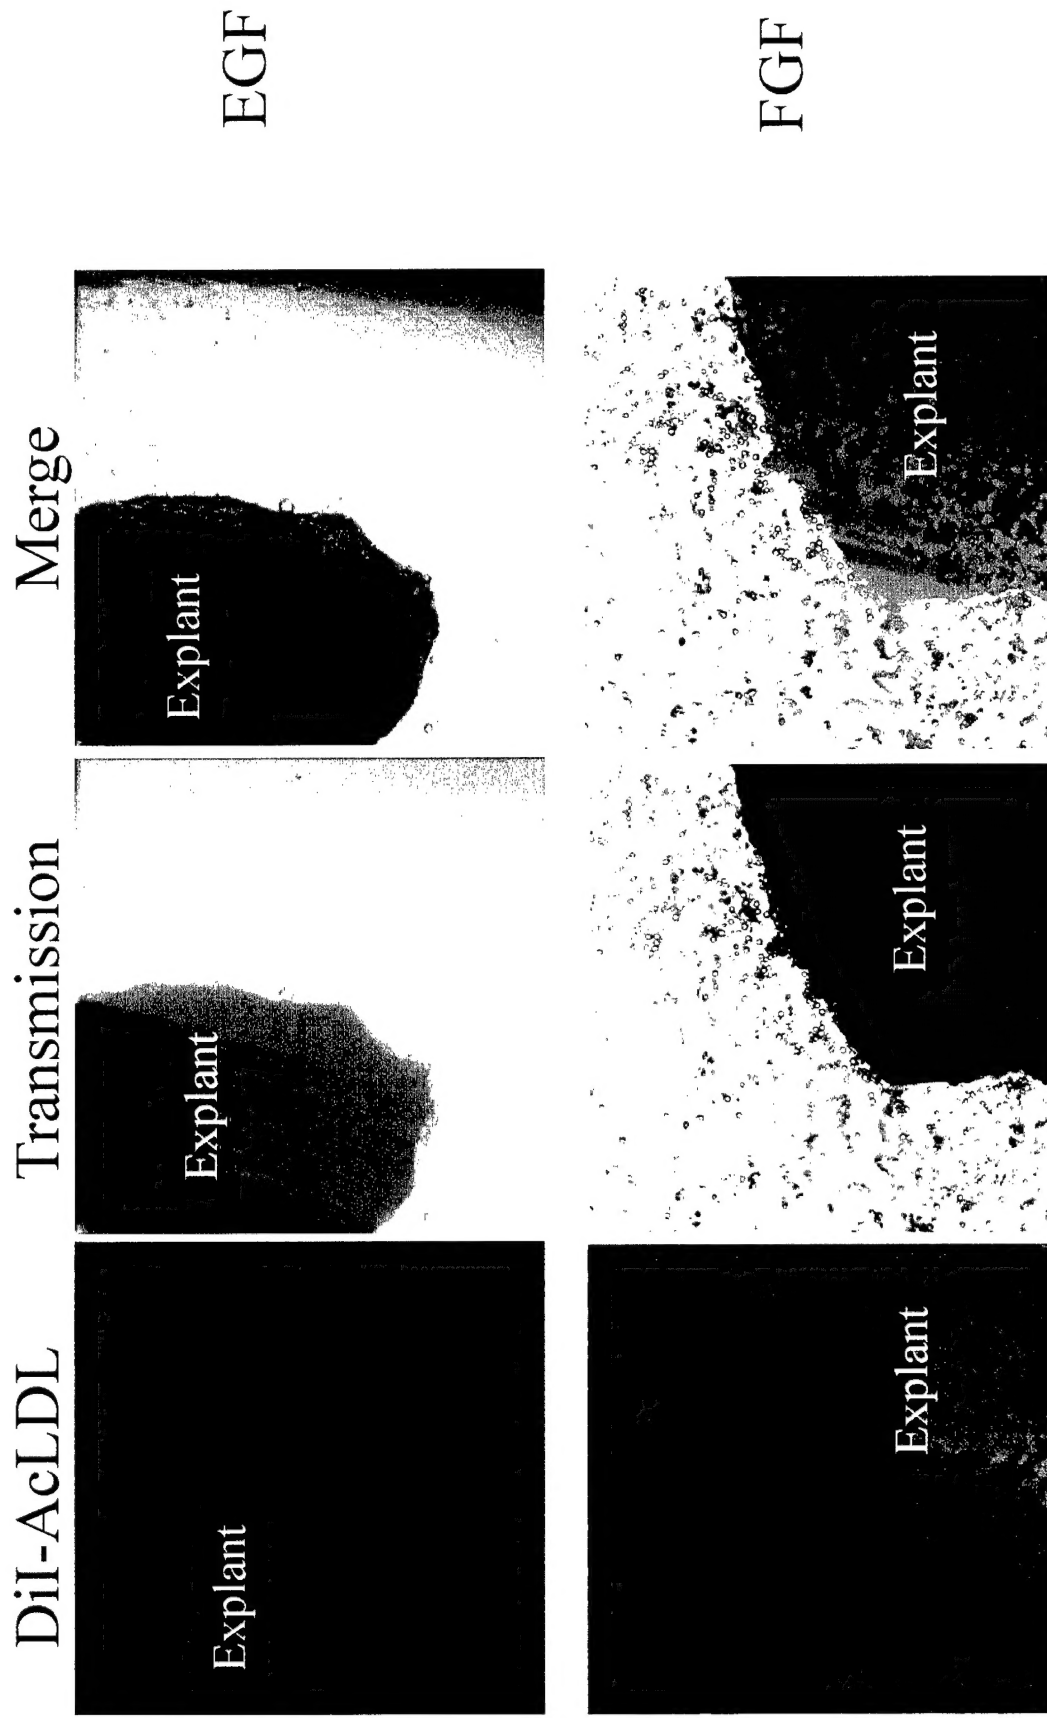 DiI-AcLDL
Transmission
Merge
Explant
Explant
Explant
EGF
Explant
Explant
Explant
FGF